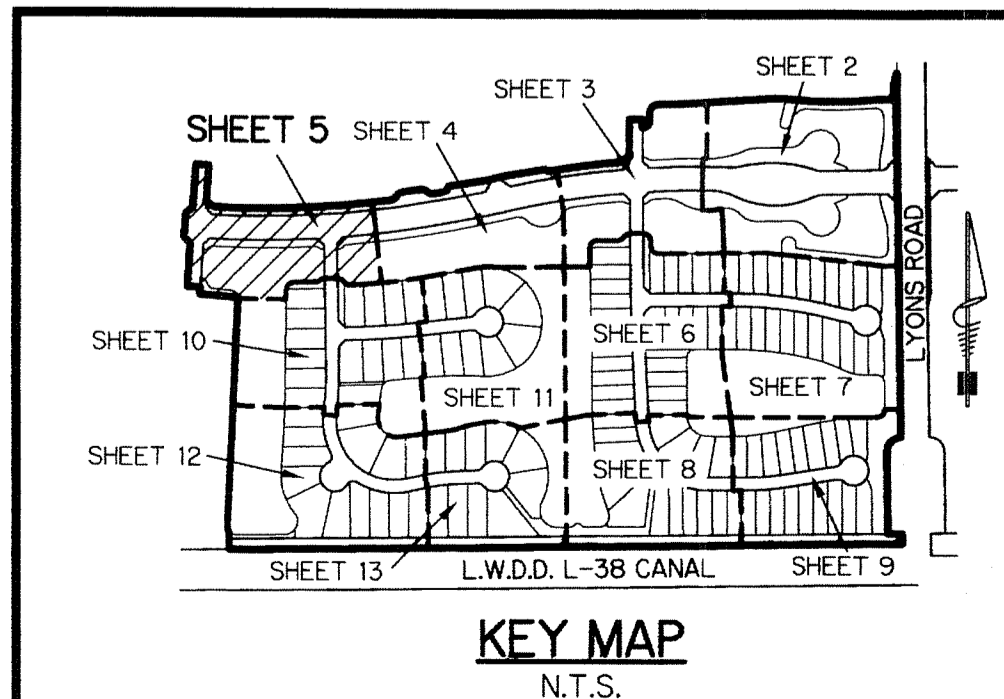 SHEET 2
SHEET 3
SHEET 5
SHEET 4
LYONS ROAD
SHEET 6
SHEET 10
SHEET 7
SHEET 11
SHEET 12
SHEET 8
SHEET 13
L.W.D.D. L-38 CANAL
SHEET 9
KEY MAP
N.T.S.